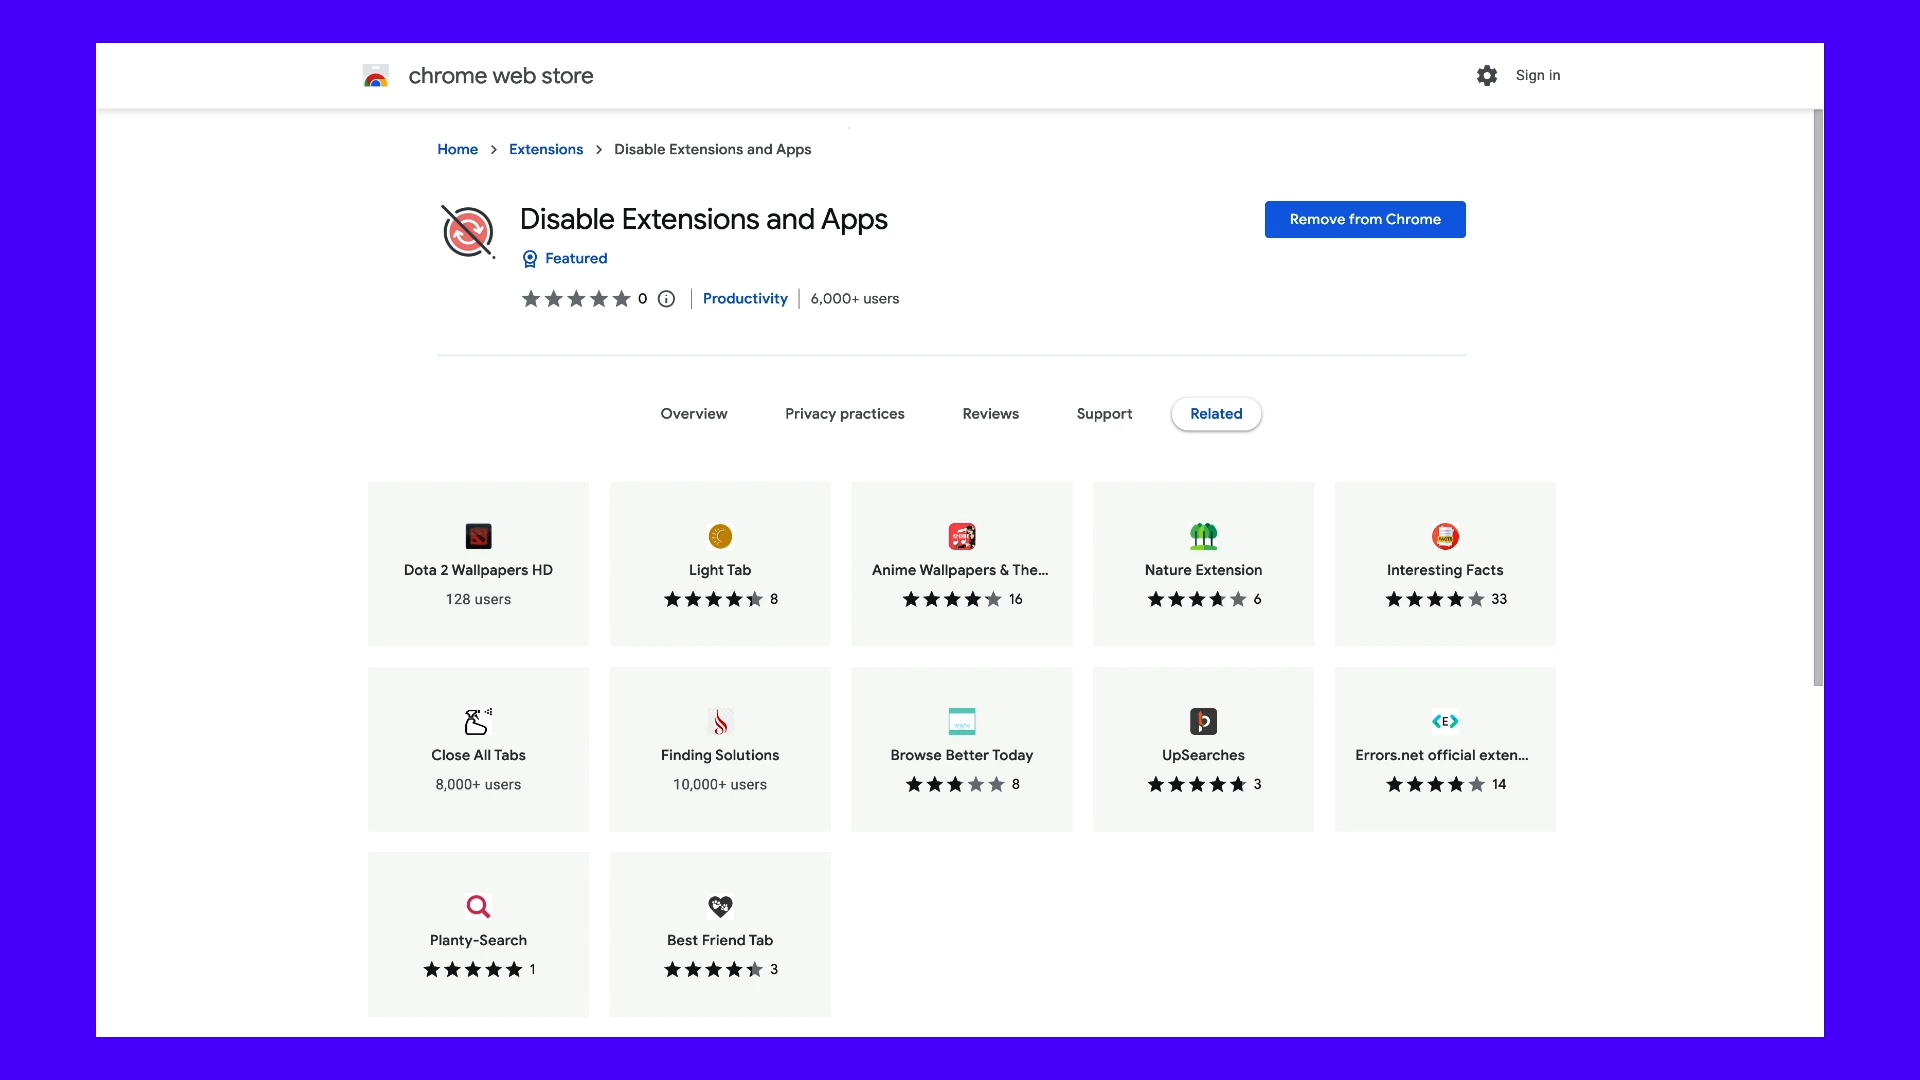 chrome web store
Sign in
Home > Extensions > Disable Extensions and Apps
Disable Extensions and Apps
Remove from Chrome
Featured
0 Productivity 6,000+ users
Overview Privacy practices Reviews Support Related
Dota 2 Wallpapers HD
128 users
Light Tab
8
Anime Wallpapers & The...
16
Nature Extension
6
Interesting Facts
33
Close All Tabs
8,000+ users
Finding Solutions
10,000+ users
Browse Better Today
8
UpSearches
3
<E>
Errors.net official exten...
14
Planty-Search
1
Best Friend Tab
3